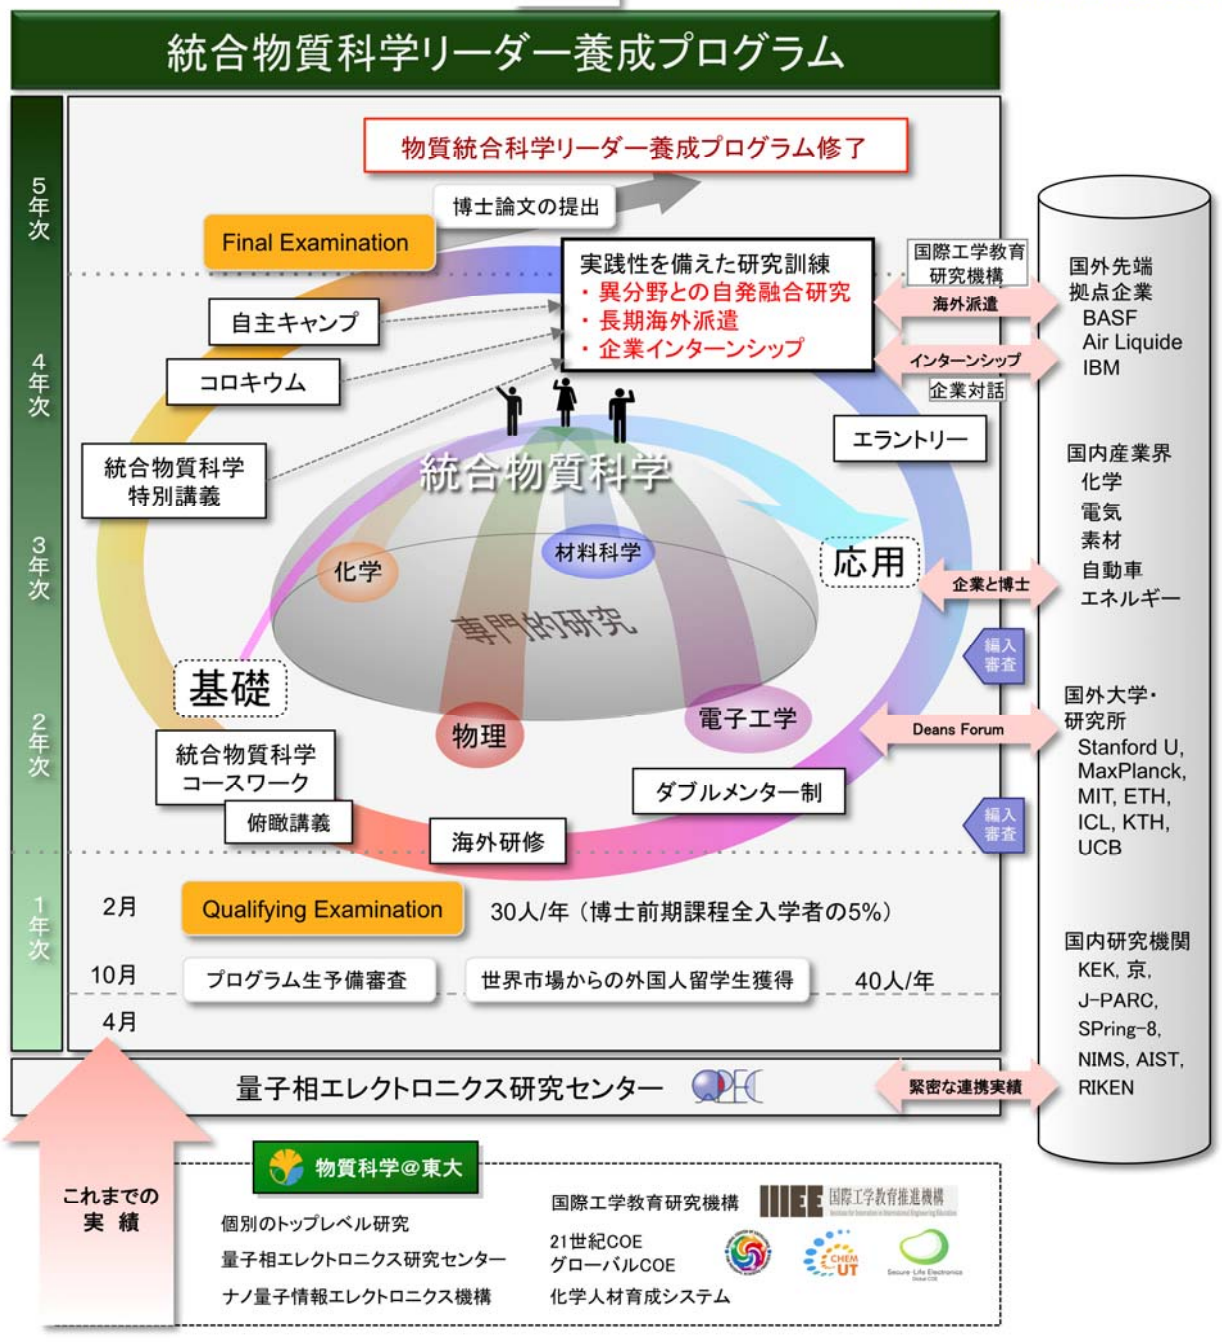 統合物質科学リーダー養成プログラム
物質統合科学リーダー養成プログラム修了
5年次
博士論文の提出
Final Examination
実践性を備えた研究訓練
・異分野との自発融合研究
・長期海外派遣
・企業インターンシップ
国際工学教育
研究機構
海外派遣
インターンシップ
企業対話
自主キャンプ
コロキウム
4年次
統合物質科学
特別講義
エラントリー
統合物質科学
化学
材料科学
専門的研究
応用
3年次
企業と博士
編入
審査
基礎
物理
電子工学
2年次
Deans Forum
統合物質科学
コースワーク
俯瞰講義
海外研修
ダブルメンター制
編入
審査
1年次
2月
Qualifying Examination
30人/年（博士前期課程全入学者の5%）
10月
プログラム生予備審査
世界市場からの外国人留学生獲得
40人/年
4月
量子相エレクトロニクス研究センター
QPEC
緊密な連携実績
国外先端
拠点企業
BASF
Air Liquide
IBM
国内産業界
化学
電気
素材
自動車
エネルギー
国外大学・
研究所
Stanford U,
MaxPlanck,
MIT, ETH,
ICL, KTH,
UCB
国内研究機関
KEK, 京,
J-PARC,
SPring-8,
NIMS, AIST,
RIKEN
これまでの
実 績
物質科学@東大
個別のトップレベル研究
量子相エレクトロニクス研究センター
ナノ量子情報エレクトロニクス機構
国際工学教育研究機構
IIIEE 国際工学教育推進機構
Institute for Innovation in International Engineering Education
21世紀COE
グローバルCOE
化学人材育成システム
CHEM
UT
Secure-Life Electronics
Global COE